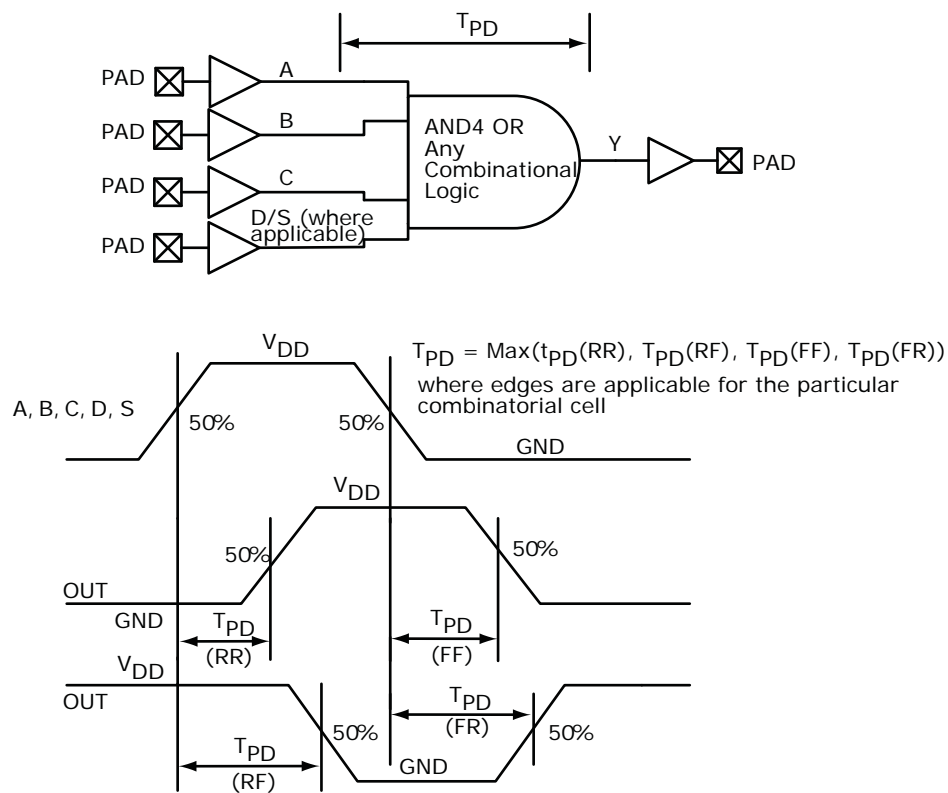 TPD
PAD
A
PAD
B
AND4 OR
Any
Combinational
Logic
Y
PAD
PAD
C
D/S (where
applicable)
PAD
VDD
TPD = Max(tPD(RR), TPD(RF), TPD(FF), TPD(FR))
where edges are applicable for the particular
combinatorial cell
A, B, C, D, S
50%
50%
GND
VDD
50%
50%
OUT
GND
TPD
(RR)
TPD
(FF)
VDD
OUT
TPD
(FR)
50%
50%
TPD
(RF)
GND